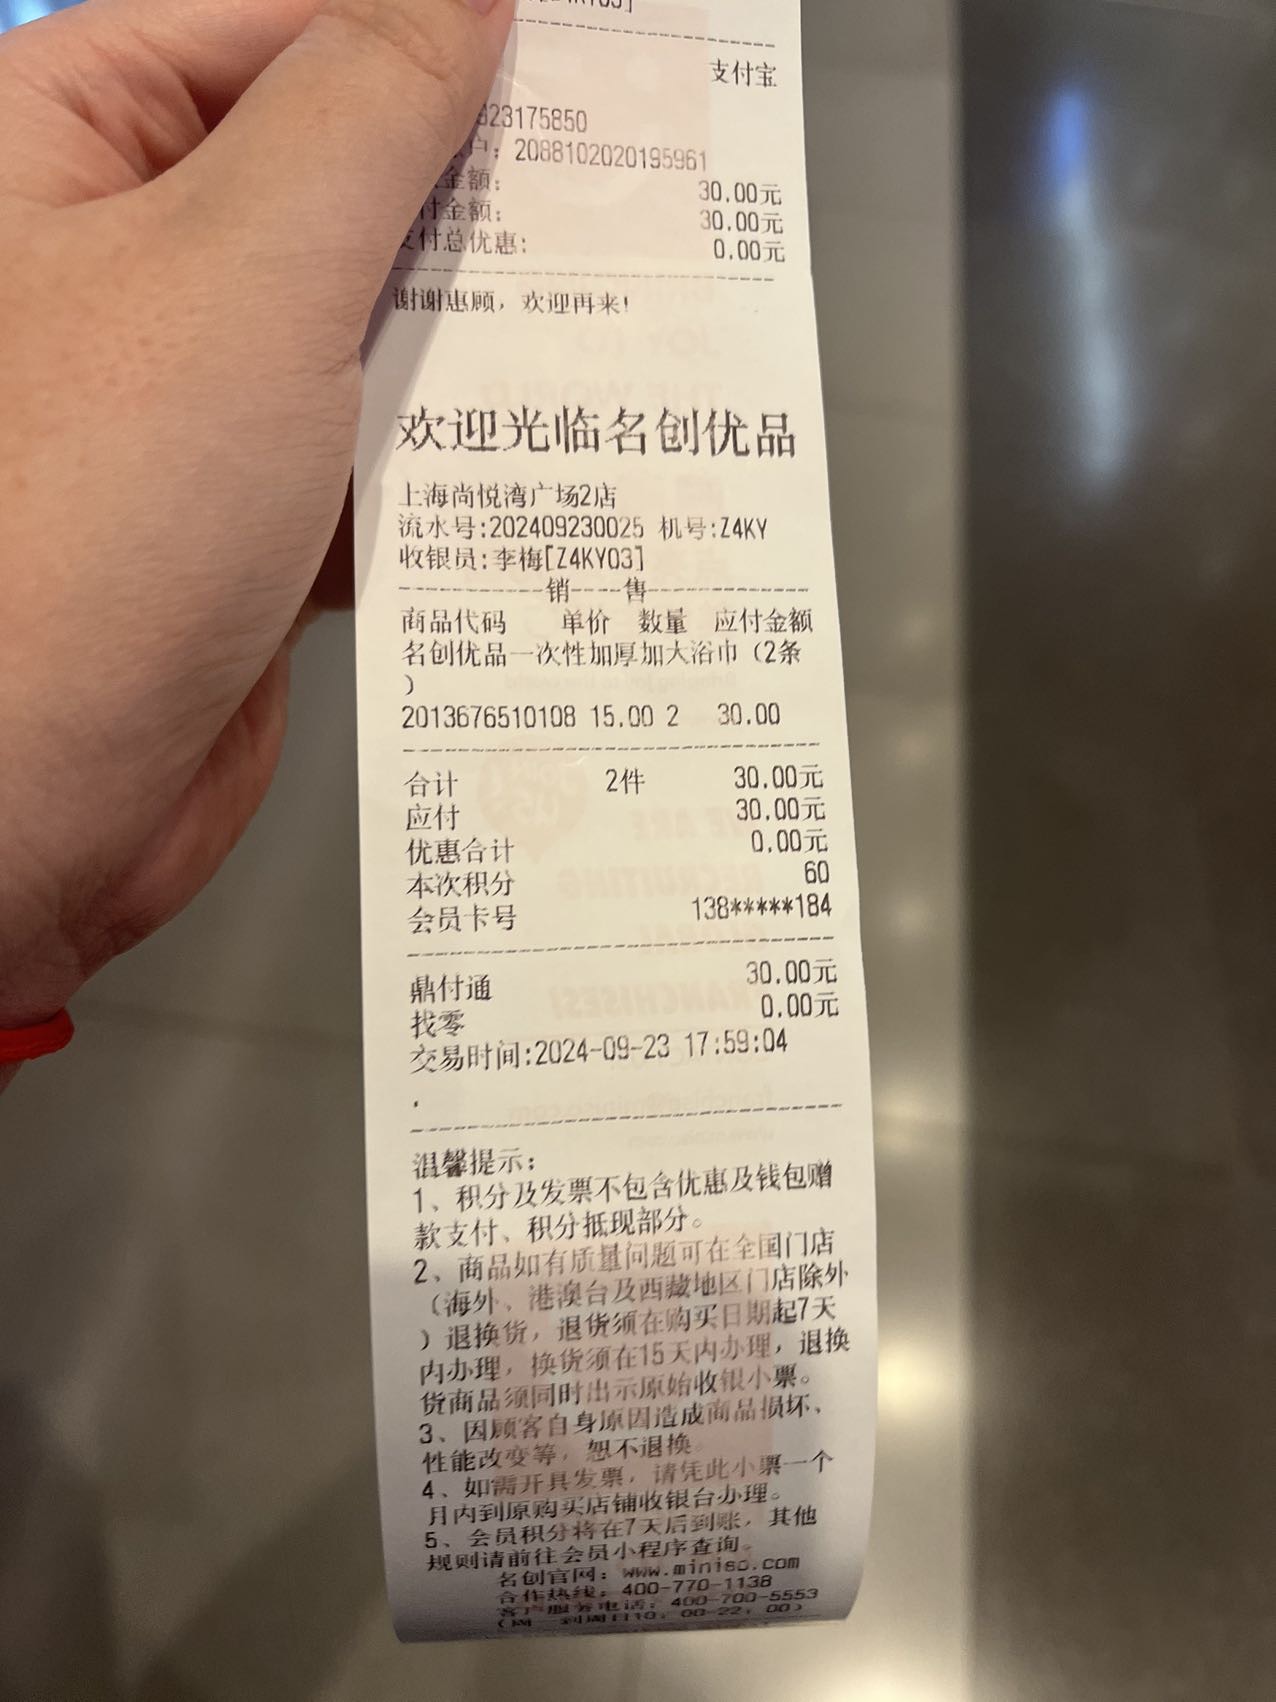 支付宝
923175850
户：2088102020195961
金额： 30.00元
付金额： 30.00元
支付总优惠： 0.00元
谢谢惠顾，欢迎再来！
欢迎光临名创优品
上海尚悦湾广场2店
流水号:202409230025 机号:Z4KY
收银员:李梅[Z4KY03]
销----售
商品代码 单价 数量 应付金额
名创优品一次性加厚加大浴巾（2条
）
2013676510108 15.00 2 30.00
合计 2件 30.00元
应付 30.00元
优惠合计 0.00元
本次积分 60
会员卡号 138*****184
鼎付通 30.00元
找零 0.00元
交易时间:2024-09-23 17:59:04
.
温馨提示：
1、积分及发票不包含优惠及钱包赠
款支付、积分抵现部分。
2、商品如有质量问题可在全国门店
（海外、港澳台及西藏地区门店除外
）退换货，退货须在购买日期起7天
内办理，换货须在15天内办理，退换
货商品须同时出示原始收银小票。
3、因顾客自身原因造成商品损坏、
性能改变等，恕不退换。
4、如需开具发票，请凭此小票一个
月内到原购买店铺收银台办理。
5、会员积分将在7天后到账，其他
规则请前往会员小程序查询。
名创官网：www.miniso.com
合作热线：400-770-1138
客户服务电话：400-700-5553
（周一到周日10：00-22：00）